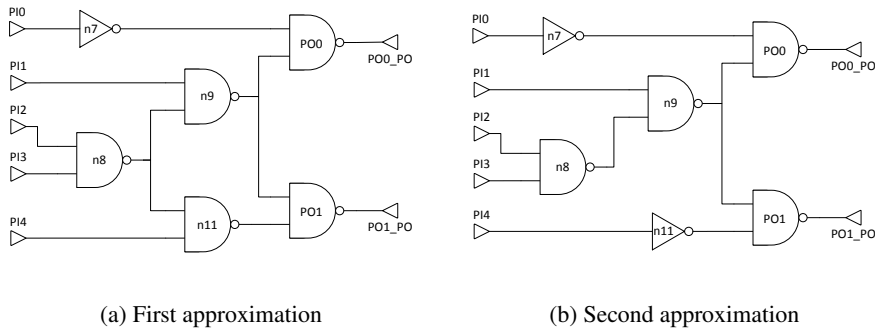 PI0
n7
PO0
PO0_PO
PI1
n9
PI2
n8
PI3
PO1
PO1_PO
n11
PI4
(a) First approximation
PI0
n7
PO0
PO0_PO
PI1
n9
PI2
n8
PI3
PI4
n11
PO1
PO1_PO
(b) Second approximation